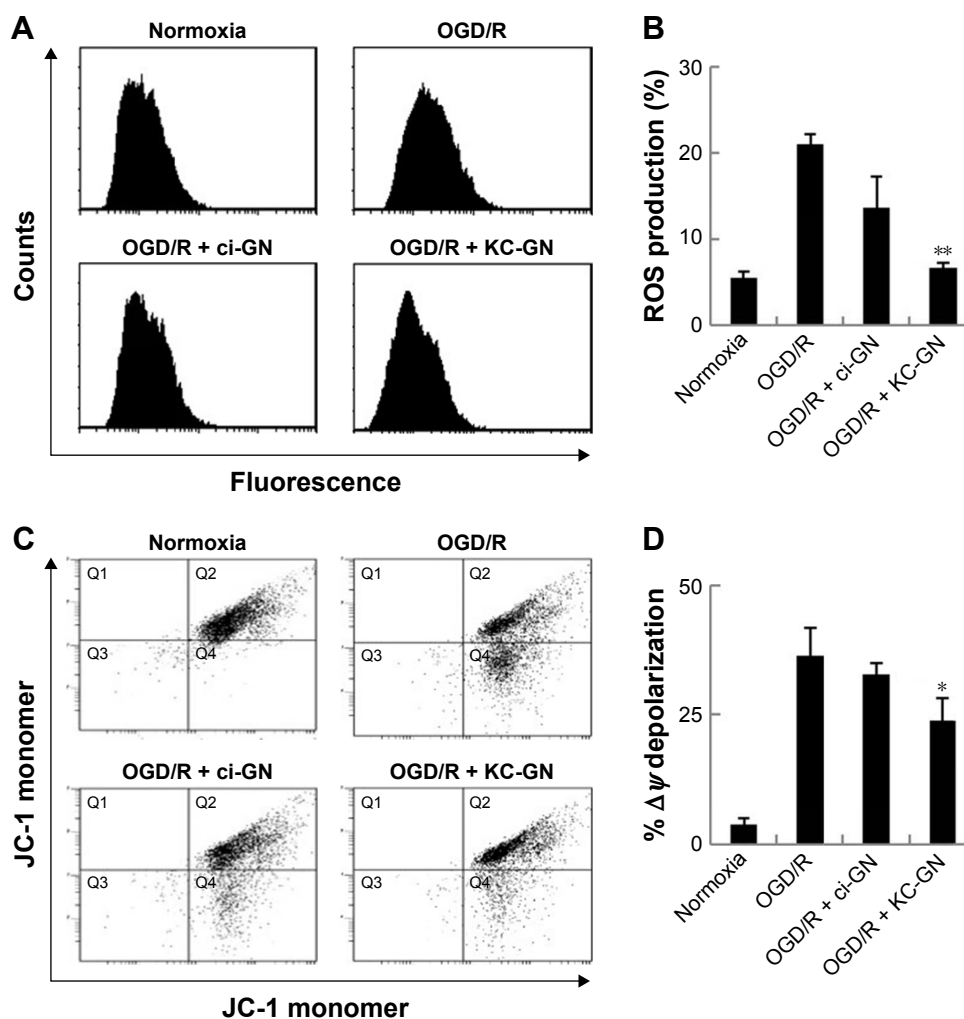 A
Normoxia
OGD/R
OGD/R + ci-GN
OGD/R + KC-GN
Counts
Fluorescence
B
ROS production (%)
30
20
10
0
**
Normoxia
OGD/R
OGD/R + ci-GN
OGD/R + KC-GN
C
Normoxia
OGD/R
Q1
Q2
Q3
Q4
Q1
Q2
Q3
Q4
OGD/R + ci-GN
OGD/R + KC-GN
Q1
Q2
Q3
Q4
Q1
Q2
Q3
Q4
JC-1 monomer
JC-1 monomer
D
% Δψ depolarization
50
25
0
*
Normoxia
OGD/R
OGD/R + ci-GN
OGD/R + KC-GN